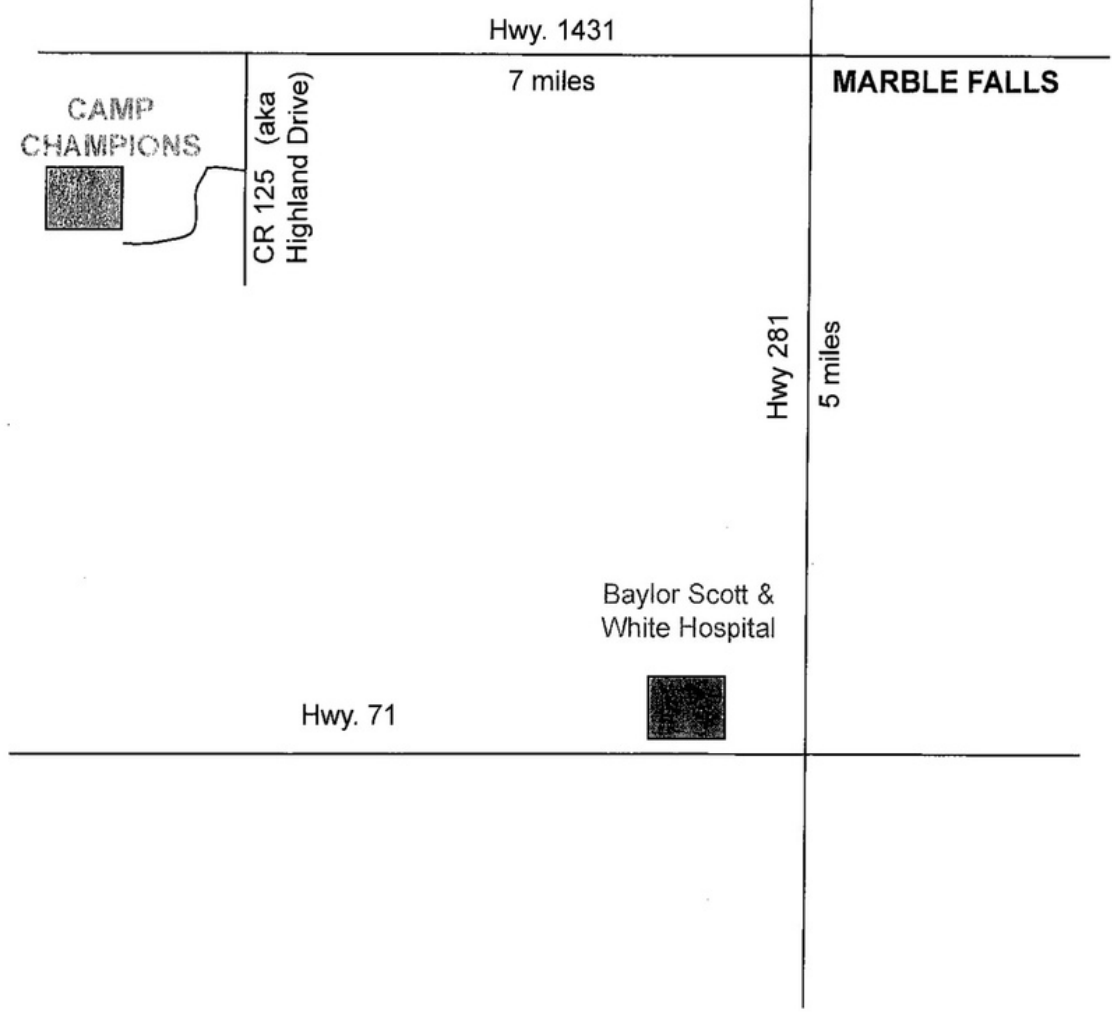 Hwy. 1431
7 miles
MARBLE FALLS
CAMP
CHAMPIONS
CR 125 (aka
Highland Drive)
Hwy 281
5 miles
Baylor Scott &
White Hospital
Hwy. 71